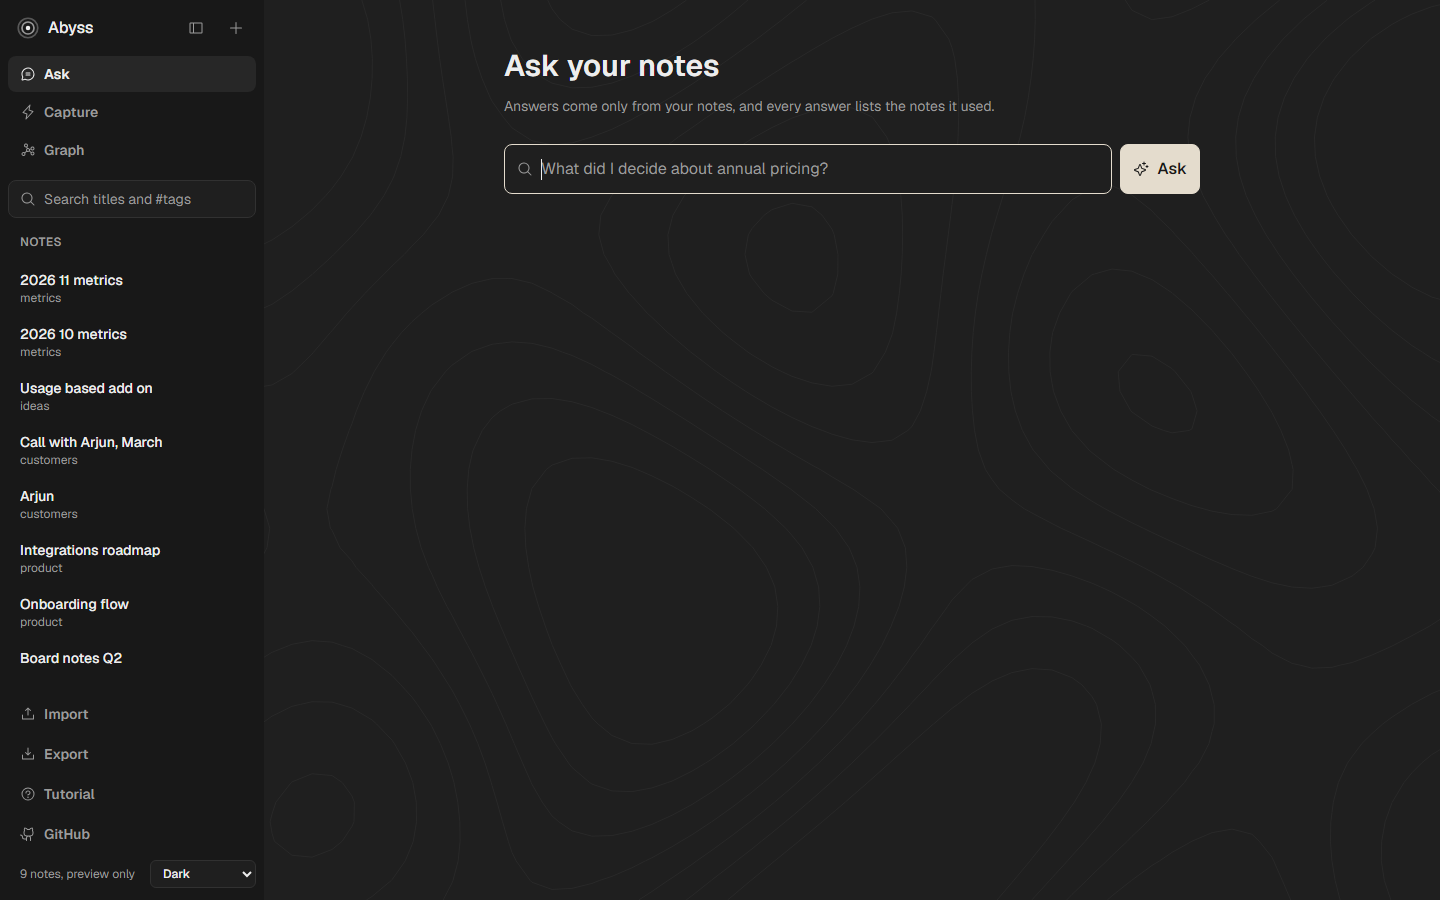 Abyss
Ask
Capture
Graph
Search titles and #tags
NOTES
2026 11 metrics
metrics
2026 10 metrics
metrics
Usage based add on
ideas
Call with Arjun, March
customers
Arjun
customers
Integrations roadmap
product
Onboarding flow
product
Board notes Q2
Import
Export
Tutorial
GitHub
9 notes, preview only
Dark
Ask your notes
Answers come only from your notes, and every answer lists the notes it used.
What did I decide about annual pricing?
Ask